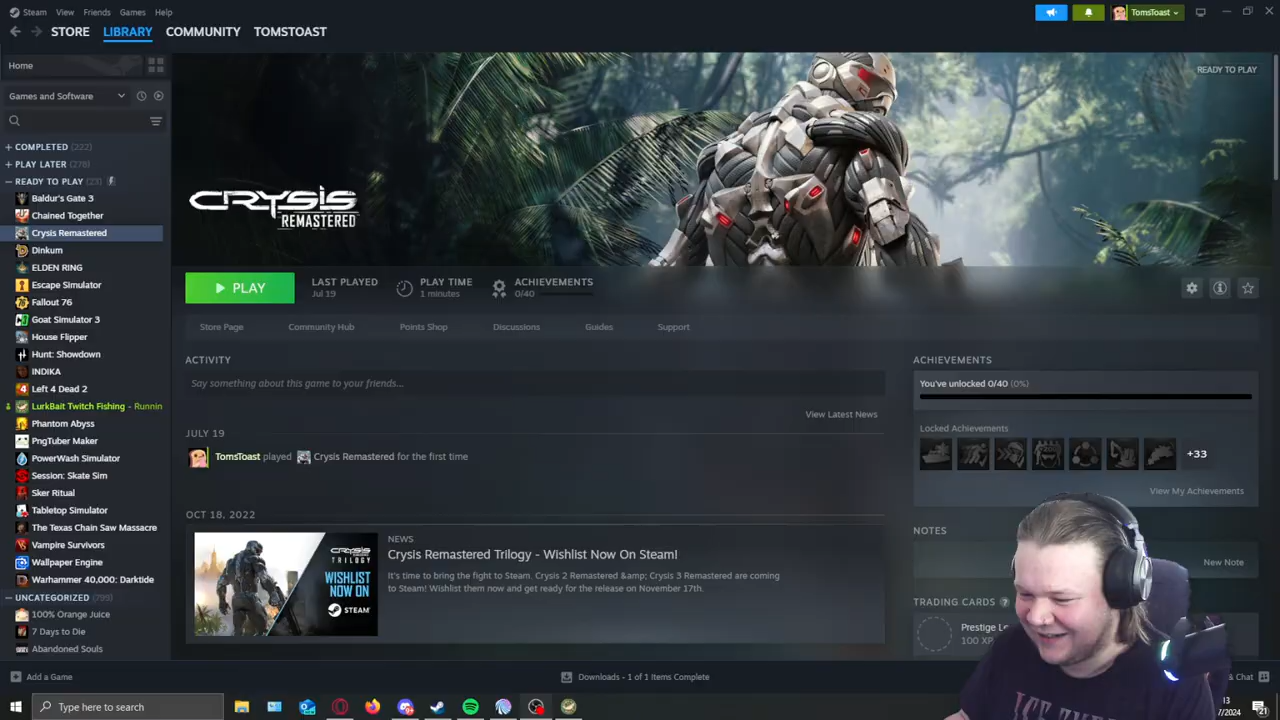 Steam View Friends Games Help
TomsToast
STORE LIBRARY COMMUNITY TOMSTOAST
Home
READY TO PLAY
Games and Software
COMPLETED (222)
PLAY LATER (278)
READY TO PLAY (23)
Baldur's Gate 3
Chained Together
Crysis Remastered
Dinkum
ELDEN RING
Escape Simulator
Fallout 76
Goat Simulator 3
House Flipper
Hunt: Showdown
INDIKA
Left 4 Dead 2
LurkBait Twitch Fishing - Runnin
Phantom Abyss
PngTuber Maker
PowerWash Simulator
Session: Skate Sim
Sker Ritual
Tabletop Simulator
The Texas Chain Saw Massacre
Vampire Survivors
Wallpaper Engine
Warhammer 40,000: Darktide
UNCATEGORIZED (799)
100% Orange Juice
7 Days to Die
Abandoned Souls
CRYSIS
REMASTERED
PLAY
LAST PLAYED
Jul 19
PLAY TIME
1 minutes
ACHIEVEMENTS
0/40
Store Page Community Hub Points Shop Discussions Guides Support
ACTIVITY
Say something about this game to your friends...
View Latest News
JULY 19
TomsToast played Crysis Remastered for the first time
OCT 18, 2022
CRYSIS
TRILOGY
WISHLIST
NOW ON
STEAM
NEWS
Crysis Remastered Trilogy - Wishlist Now On Steam!
It's time to bring the fight to Steam. Crysis 2 Remastered &amp; Crysis 3 Remastered are coming
to Steam! Wishlist them now and get ready for the release on November 17th.
ACHIEVEMENTS
You've unlocked 0/40 (0%)
Locked Achievements
+33
View My Achievements
NOTES
New Note
TRADING CARDS
100 XP
Add a Game
Downloads - 1 of 1 Items Complete
& Chat
Type here to search
13
7/2024
21